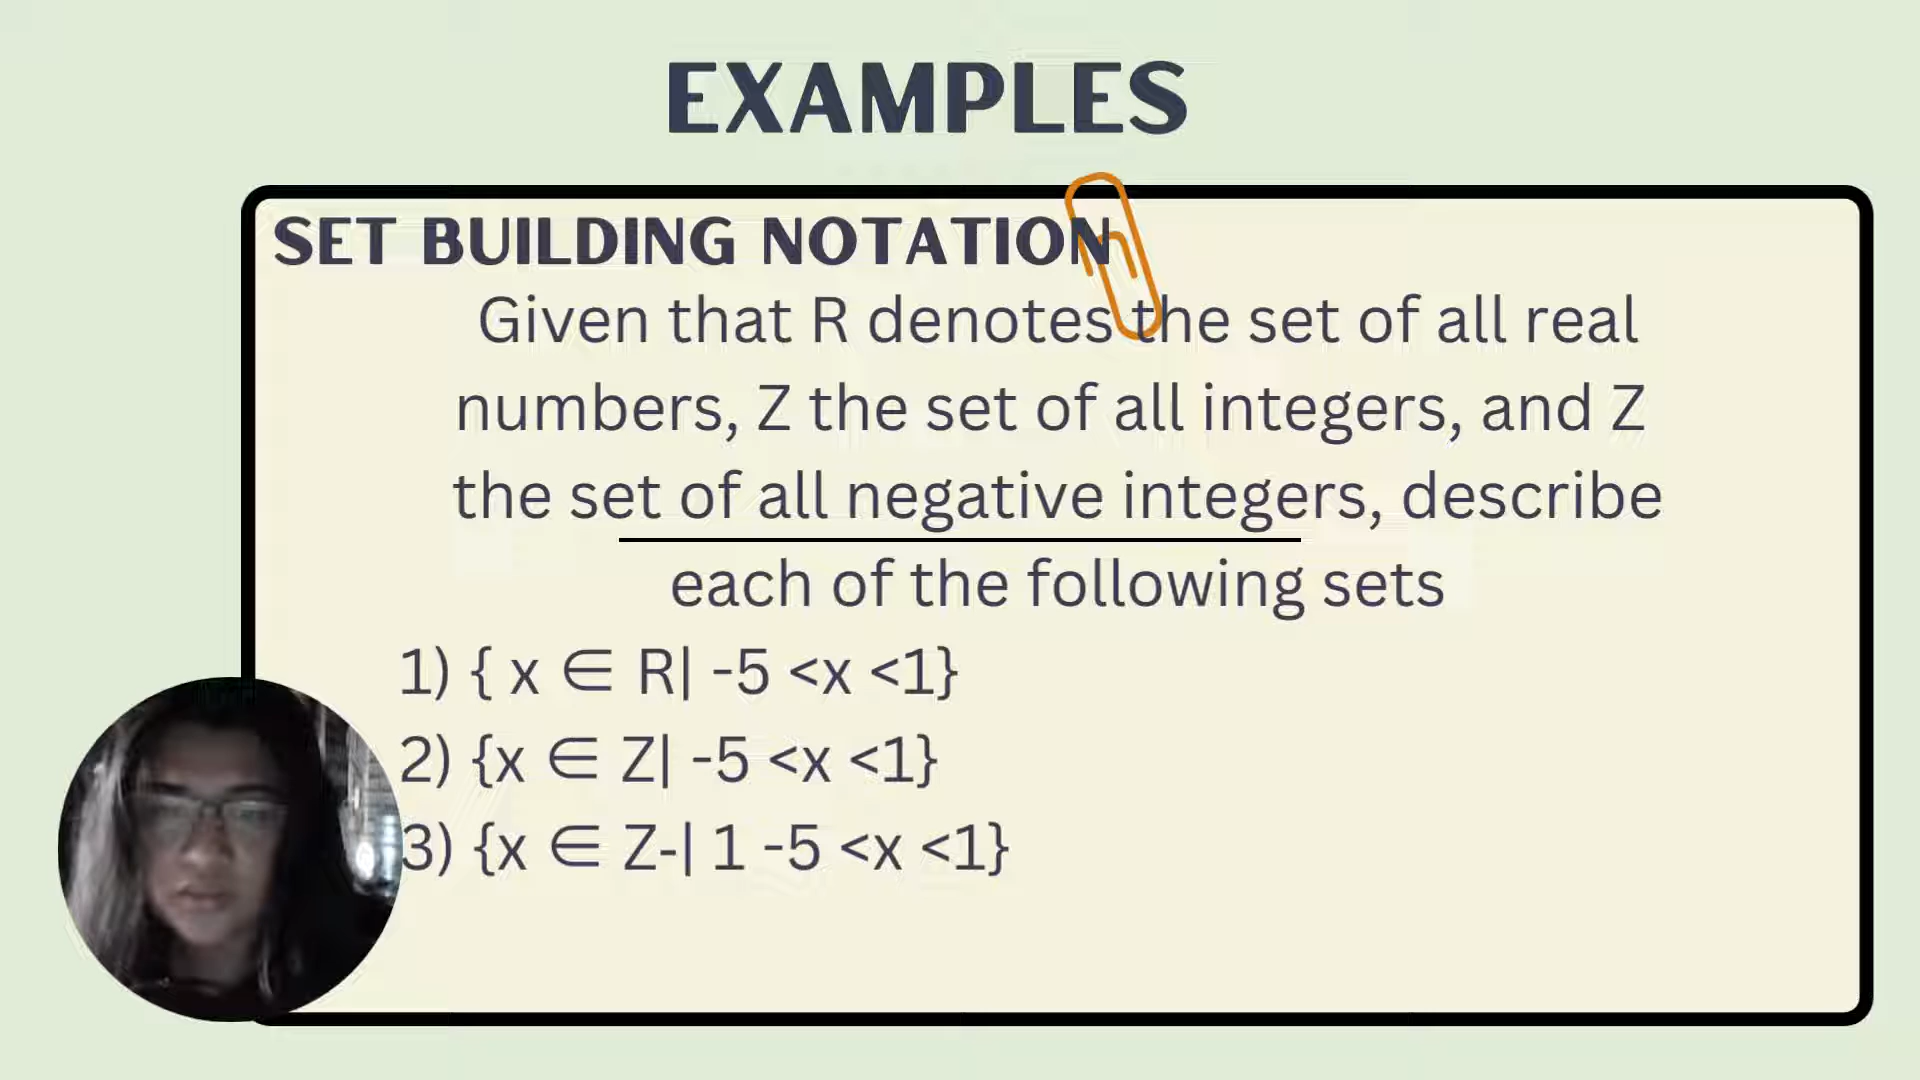 EXAMPLES
SET BUILDING NOTATION
Given that R denotes the set of all real
numbers, Z the set of all integers, and Z
the set of all negative integers, describe
each of the following sets
1) { x ∈ R| -5 <x <1}
2) {x ∈ Z| -5 <x <1}
3) {x ∈ Z-| 1 -5 <x <1}